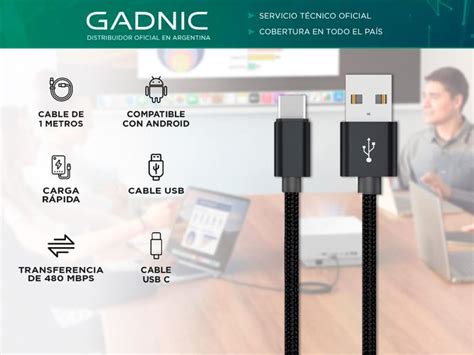 GADNIC
DISTRIBUIDOR OFICIAL EN ARGENTINA
> SERVICIO TÉCNICO OFICIAL
> COBERTURA EN TODO EL PAÍS
CABLE DE
1 METROS
COMPATIBLE
CON ANDROID
CARGA
RÁPIDA
CABLE USB
TRANSFERENCIA
DE 480 MBPS
CABLE
USB C